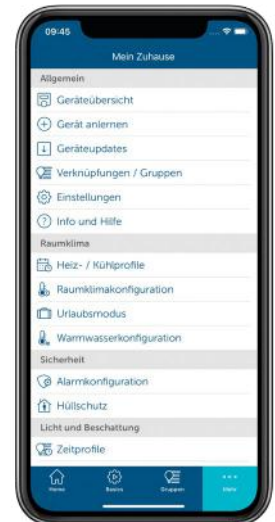 09:45
Mein Zuhause
Allgemein
Geräteübersicht
Gerät anlernen
Geräteupdates
Verknüpfungen / Gruppen
Einstellungen
Info und Hilfe
Raumklima
Heiz- / Kühlprofile
Raumklimakonfiguration
Urlaubsmodus
Warmwasserkonfiguration
Sicherheit
Alarmkonfiguration
Hüllschutz
Licht und Beschattung
Zeitprofile
Home Basics Gruppen Mehr